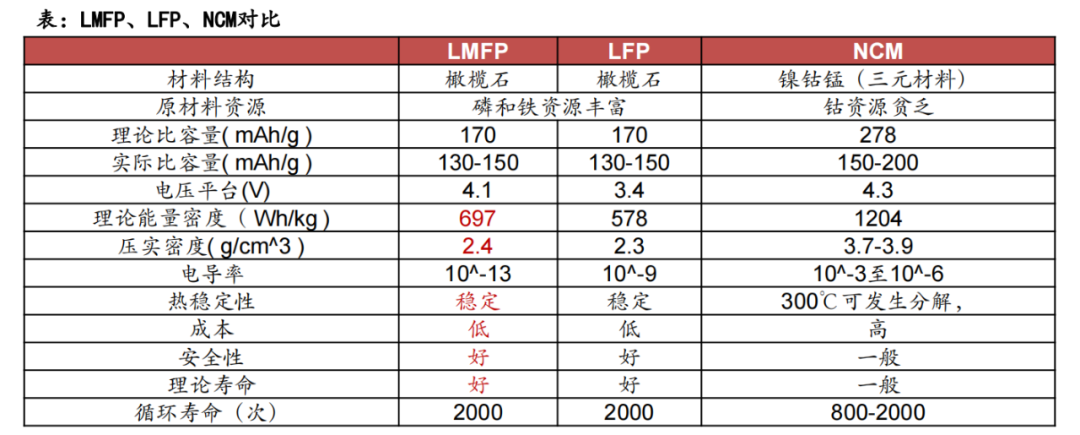 表：LMFP、LFP、NCM对比
LMFP LFP NCM
材料结构 橄榄石 橄榄石 镍钴锰（三元材料）
原材料资源 磷和铁资源丰富 钴资源贫乏
理论比容量( mAh/g ) 170 170 278
实际比容量( mAh/g ) 130-150 130-150 150-200
电压平台(V) 4.1 3.4 4.3
理论能量密度（ Wh/kg ) 697 578 1204
压实密度( g/cm^3 ) 2.4 2.3 3.7-3.9
电导率 10^-13 10^-9 10^-3至10^-6
热稳定性 稳定 稳定 300℃可发生分解，
成本 低 低 高
安全性 好 好 一般
理论寿命 好 好 一般
循环寿命（次） 2000 2000 800-2000